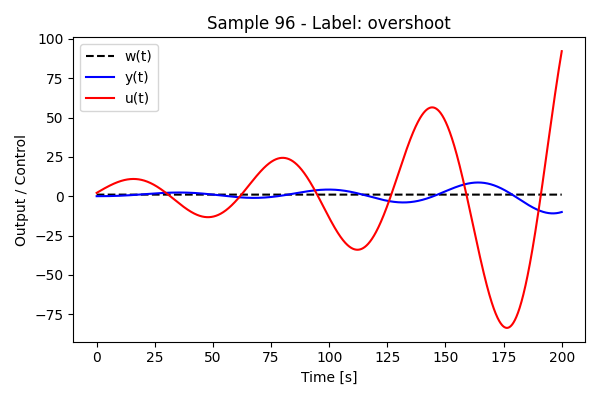 Sample 96 - Label: overshoot
w(t)
y(t)
u(t)
Output / Control
100
75
50
25
0
−25
−50
−75
0 25 50 75 100 125 150 175 200
Time [s]